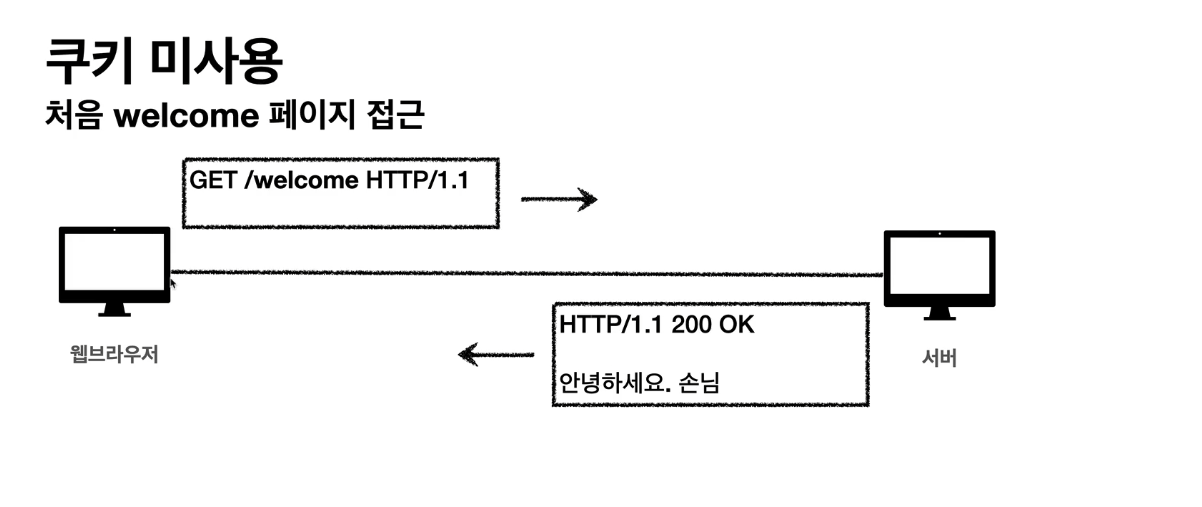 쿠키 미사용
처음 welcome 페이지 접근
GET /welcome HTTP/1.1
HTTP/1.1 200 OK
안녕하세요. 손님
웹브라우저
서버